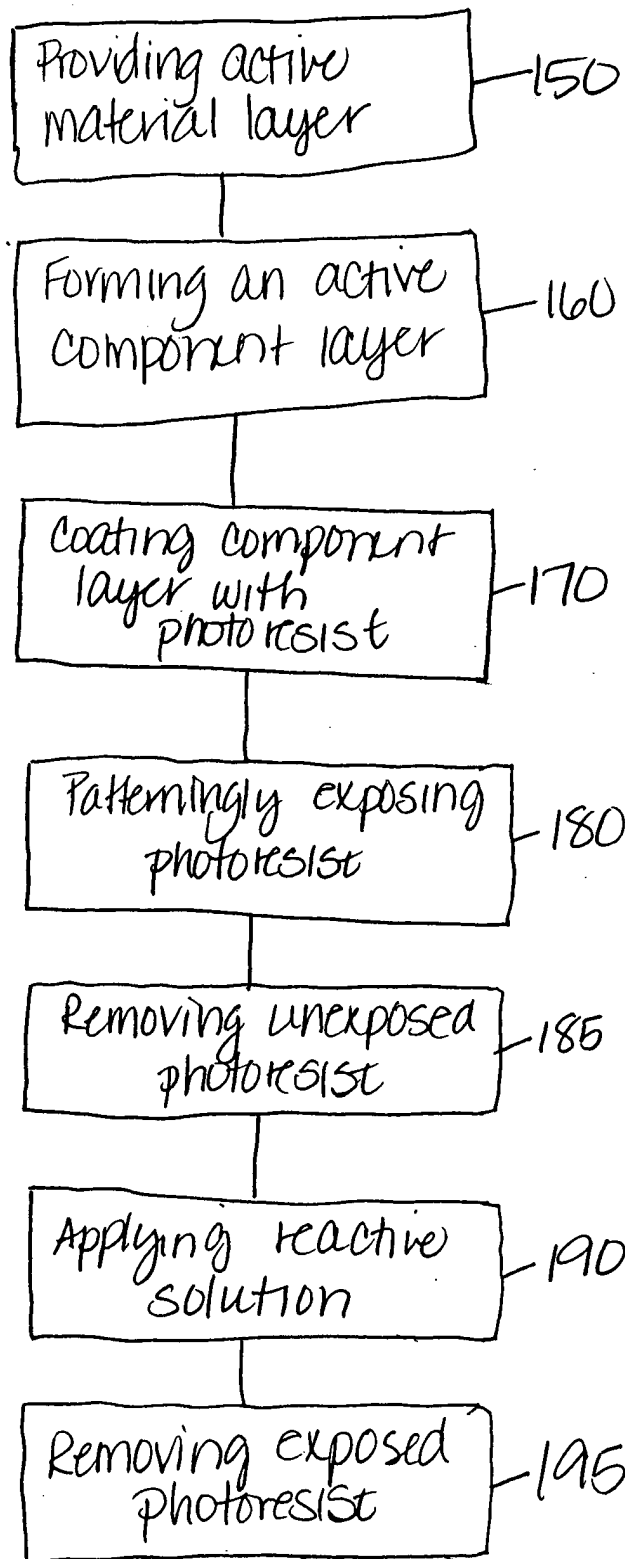 Providing active
material layer
150
Forming an active
component layer
160
Coating component
layer with
photoresist
170
Patterningly exposing
photoresist
180
Removing unexposed
photoresist
185
Applying reactive
solution
190
Removing exposed
photoresist
195